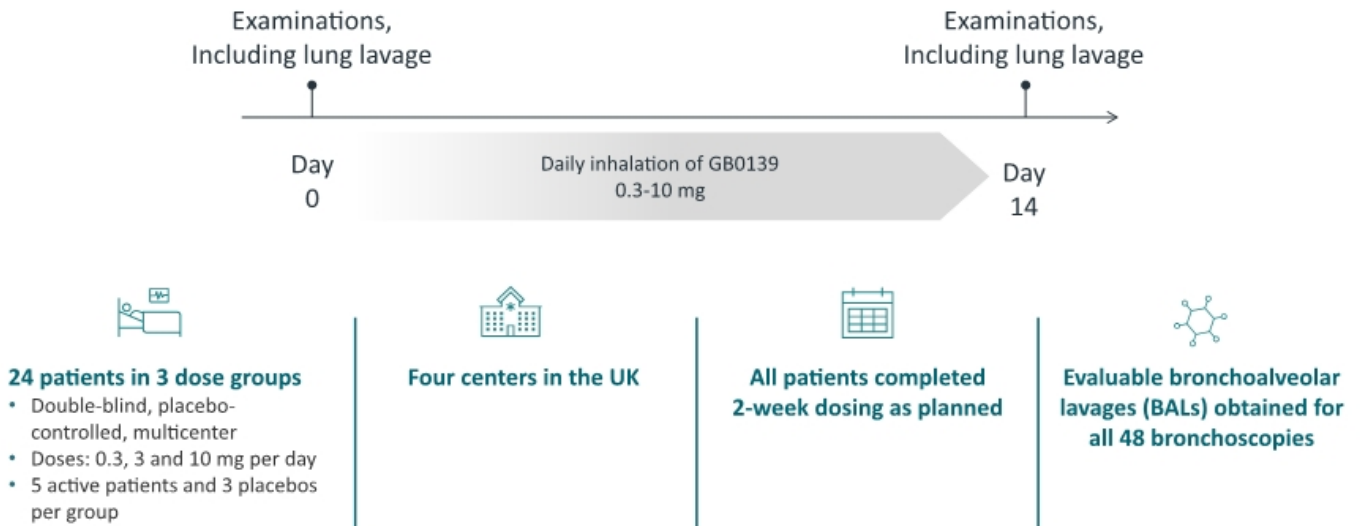 Examinations,
Including lung lavage
Examinations,
Including lung lavage
Day
0
Daily inhalation of GB0139
0.3-10 mg
Day
14
24 patients in 3 dose groups
• Double-blind, placebo-
controlled, multicenter
• Doses: 0.3, 3 and 10 mg per day
• 5 active patients and 3 placebos
per group
Four centers in the UK
All patients completed
2-week dosing as planned
Evaluable bronchoalveolar
lavages (BALs) obtained for
all 48 bronchoscopies